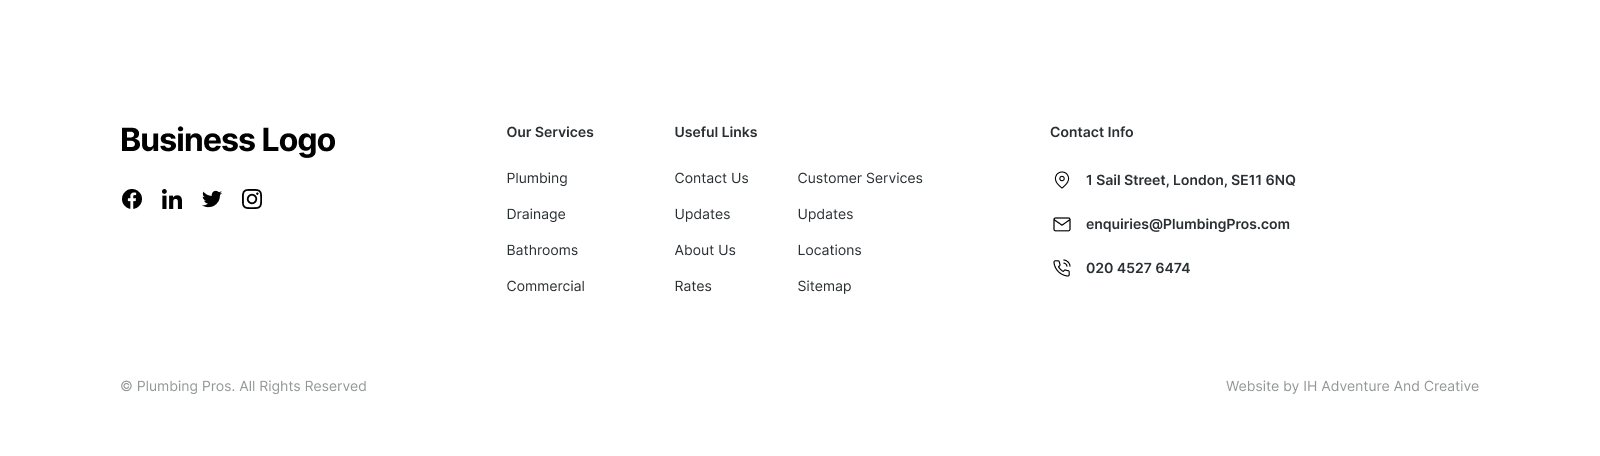 Business Logo
Our Services
Plumbing
Drainage
Bathrooms
Commercial
Useful Links
Contact Us
Updates
About Us
Rates
Customer Services
Updates
Locations
Sitemap
Contact Info
1 Sail Street, London, SE11 6NQ
enquiries@PlumbingPros.com
020 4527 6474
© Plumbing Pros. All Rights Reserved
Website by IH Adventure And Creative